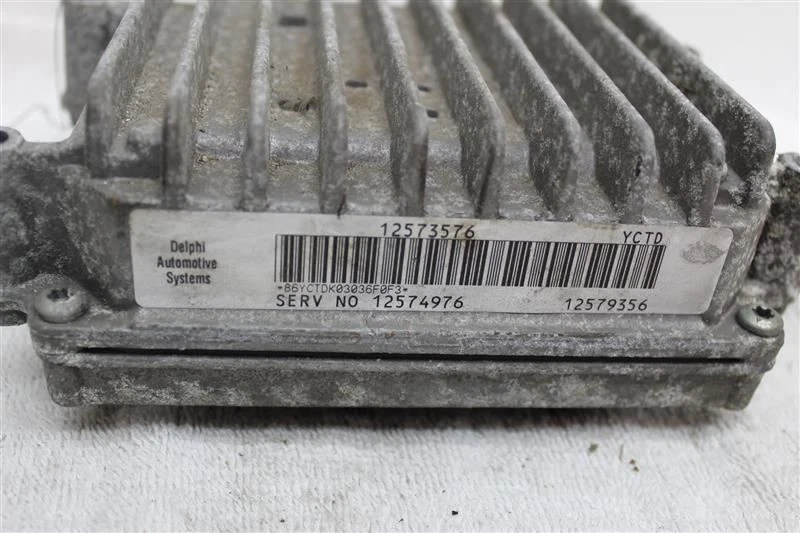 12573576 YCTD
Delphi
Automotive
Systems
*86YCTDK03036F0F3*
SERV NO 12574976 12579356